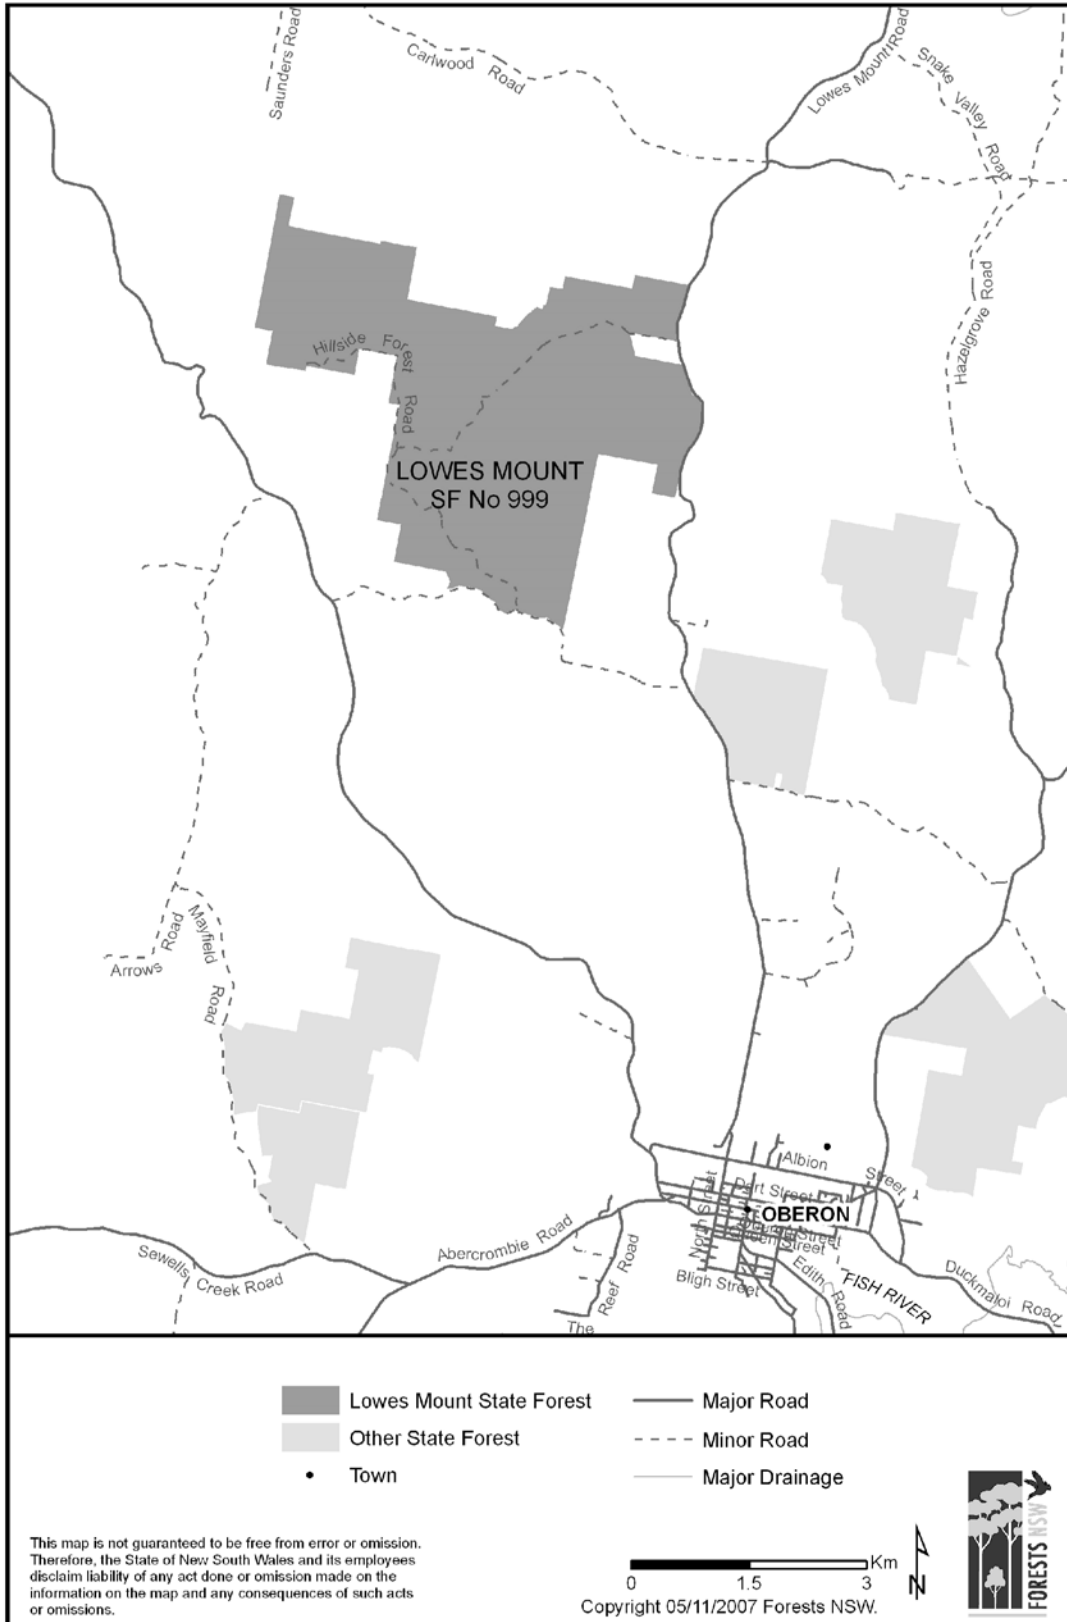 Saunders Road
Carlwood Road
Lowes Mount Road
Snake Valley Road
Hazelgrove Road
Hillside Forest Road
LOWES MOUNT
SF No 999
Arrows Road
Mayfield Road
Albion Street
Dart Street
North Street
OBERON
Queen Street
Bligh Street
Edith Road
FISH RIVER
Duckmaloi Road
Abercrombie Road
The Reef Road
Sewells Creek Road
Lowes Mount State Forest
Other State Forest
Town
Major Road
Minor Road
Major Drainage
This map is not guaranteed to be free from error or omission.
Therefore, the State of New South Wales and its employees
disclaim liability of any act done or omission made on the
information on the map and any consequences of such acts
or omissions.
Km
0 1.5 3
N
Copyright 05/11/2007 Forests NSW.
FORESTS NSW